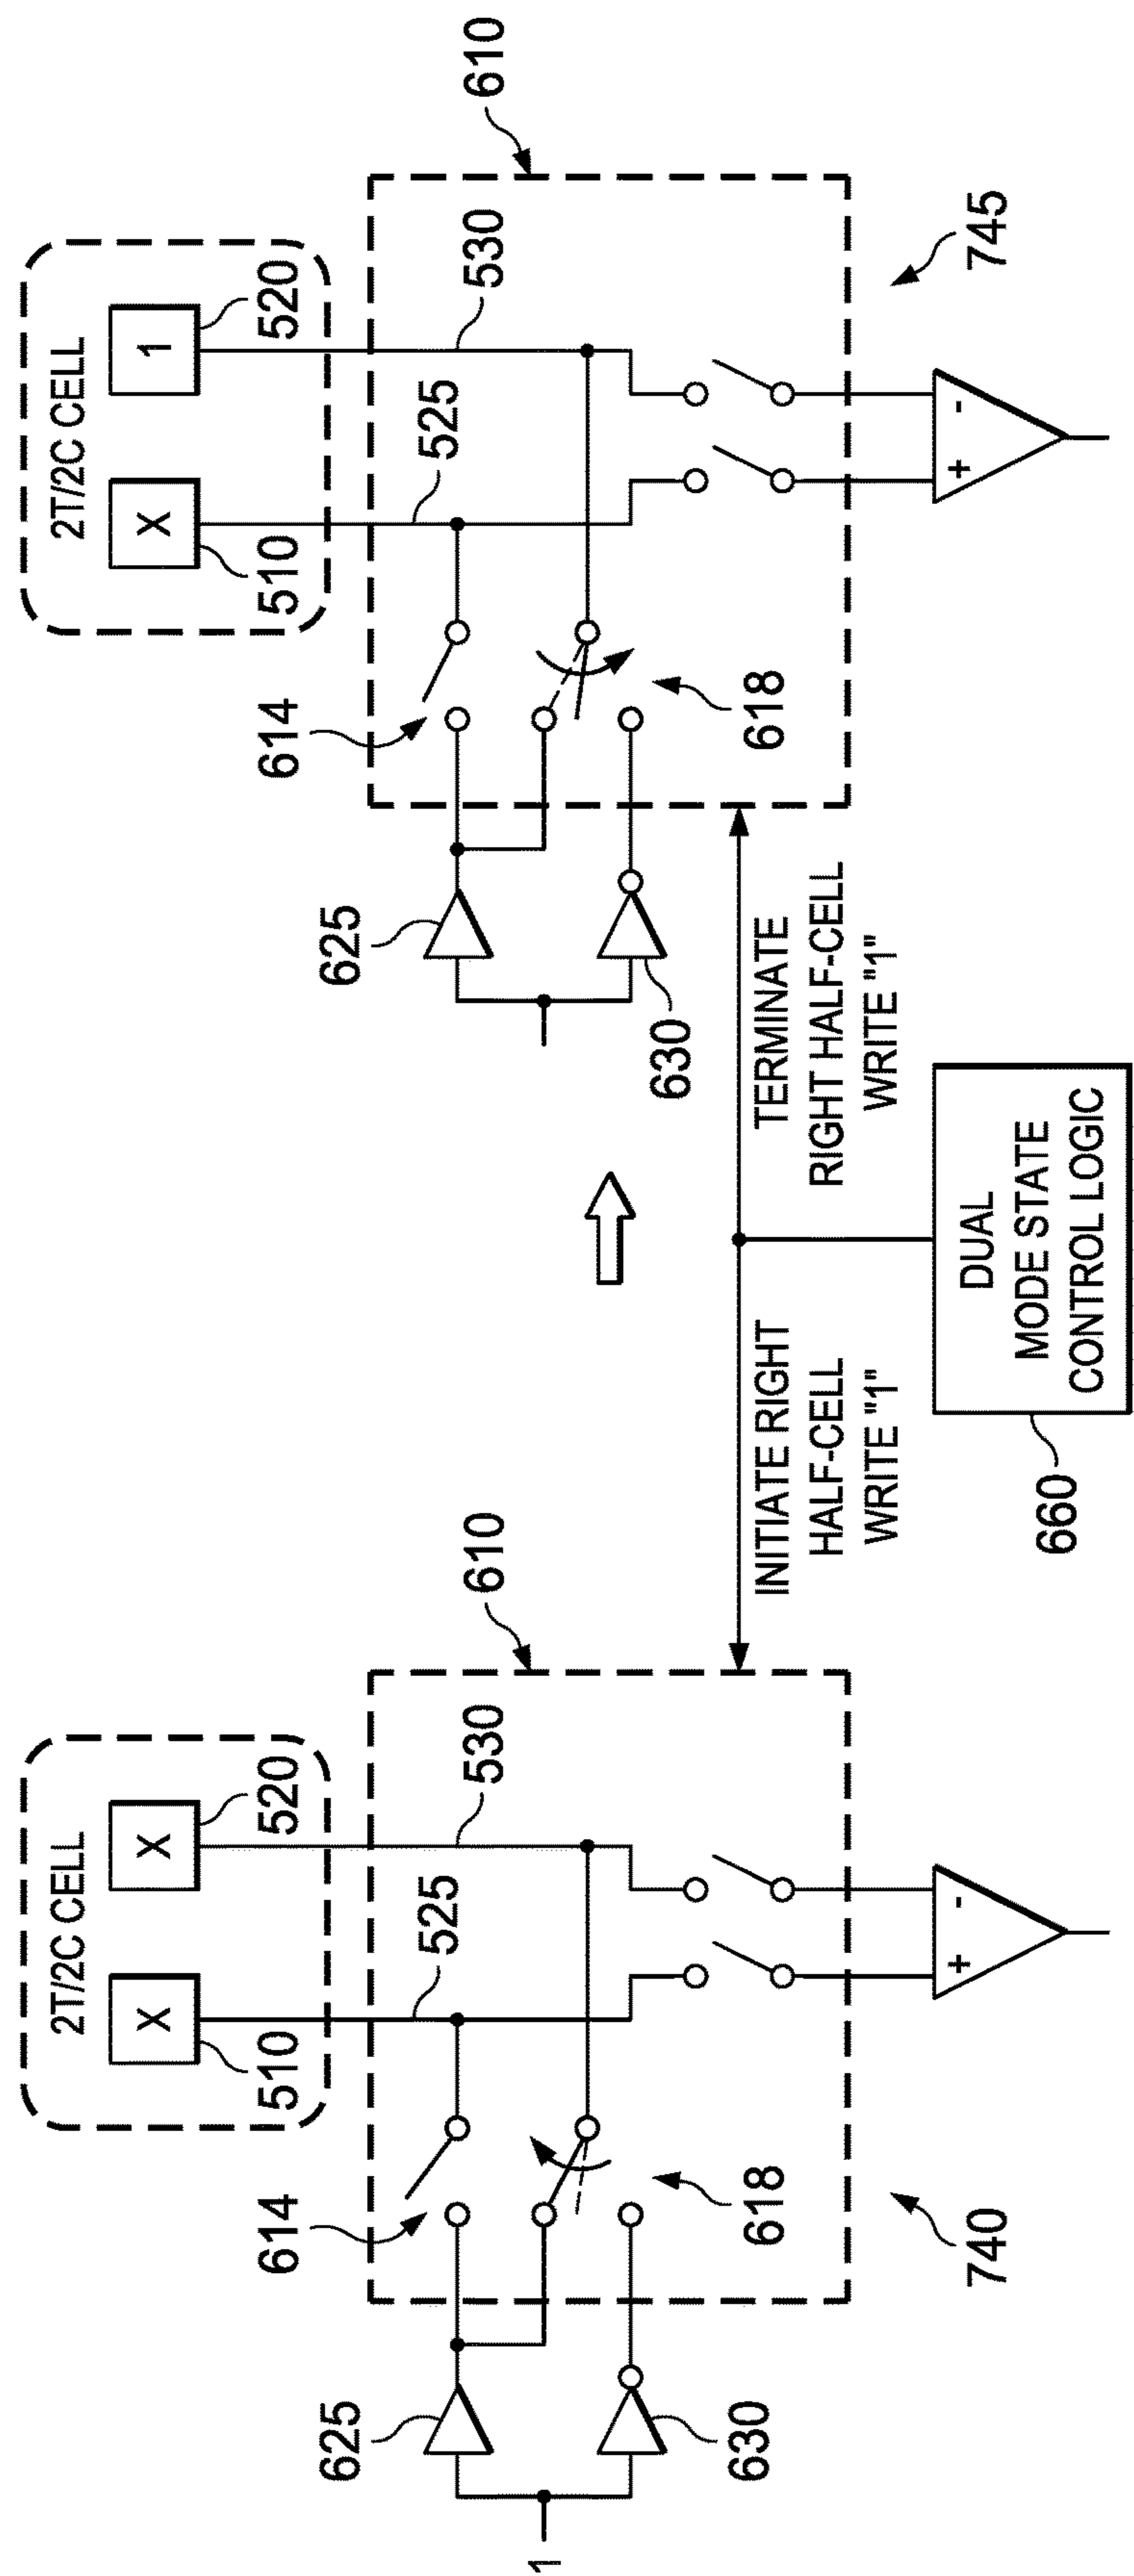 2T/2C CELL
X
X
510
520
525
530
610
614
618
625
630
1
740
INITIATE RIGHT
HALF-CELL
WRITE "1"
+
-
2T/2C CELL
X
1
510
520
525
530
610
614
618
625
630
745
TERMINATE
RIGHT HALF-CELL
WRITE "1"
+
-
DUAL
MODE STATE
CONTROL LOGIC
660